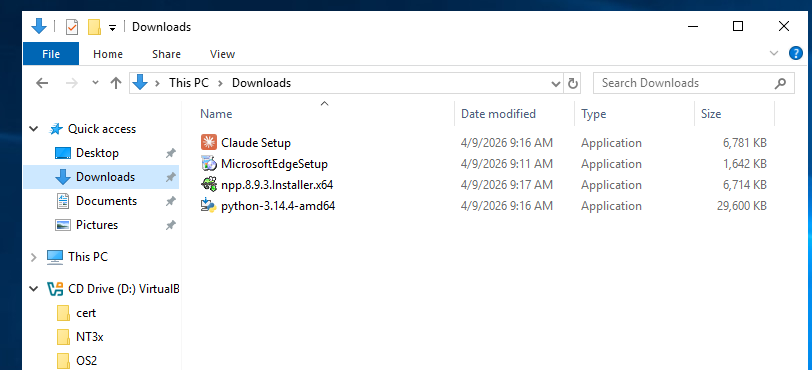 Downloads
File Home Share View
This PC Downloads Search Downloads
Name Date modified Type Size
Quick access
Desktop
Downloads
Documents
Pictures
This PC
CD Drive (D:) VirtualB
cert
NT3x
OS2
Claude Setup 4/9/2026 9:16 AM Application 6,781 KB
MicrosoftEdgeSetup 4/9/2026 9:11 AM Application 1,642 KB
npp.8.9.3.Installer.x64 4/9/2026 9:17 AM Application 6,714 KB
python-3.14.4-amd64 4/9/2026 9:16 AM Application 29,600 KB